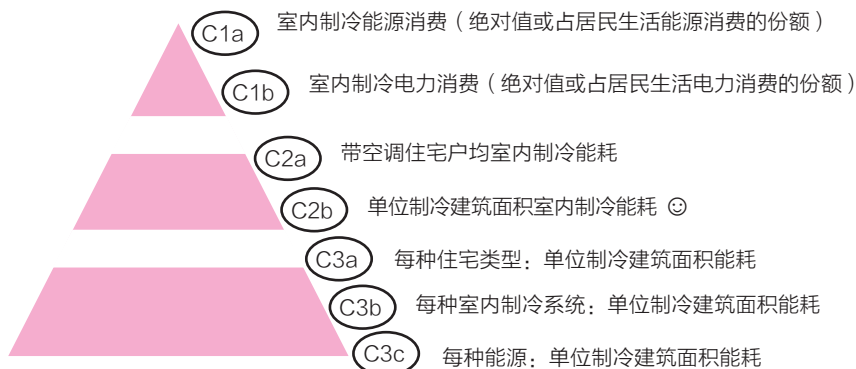 C1a 室内制冷能源消费（绝对值或占居民生活能源消费的份额）
C1b 室内制冷电力消费（绝对值或占居民生活电力消费的份额）
C2a 带空调住宅户均室内制冷能耗
C2b 单位制冷建筑面积室内制冷能耗 ☺
C3a 每种住宅类型：单位制冷建筑面积能耗
C3b 每种室内制冷系统：单位制冷建筑面积能耗
C3c 每种能源：单位制冷建筑面积能耗